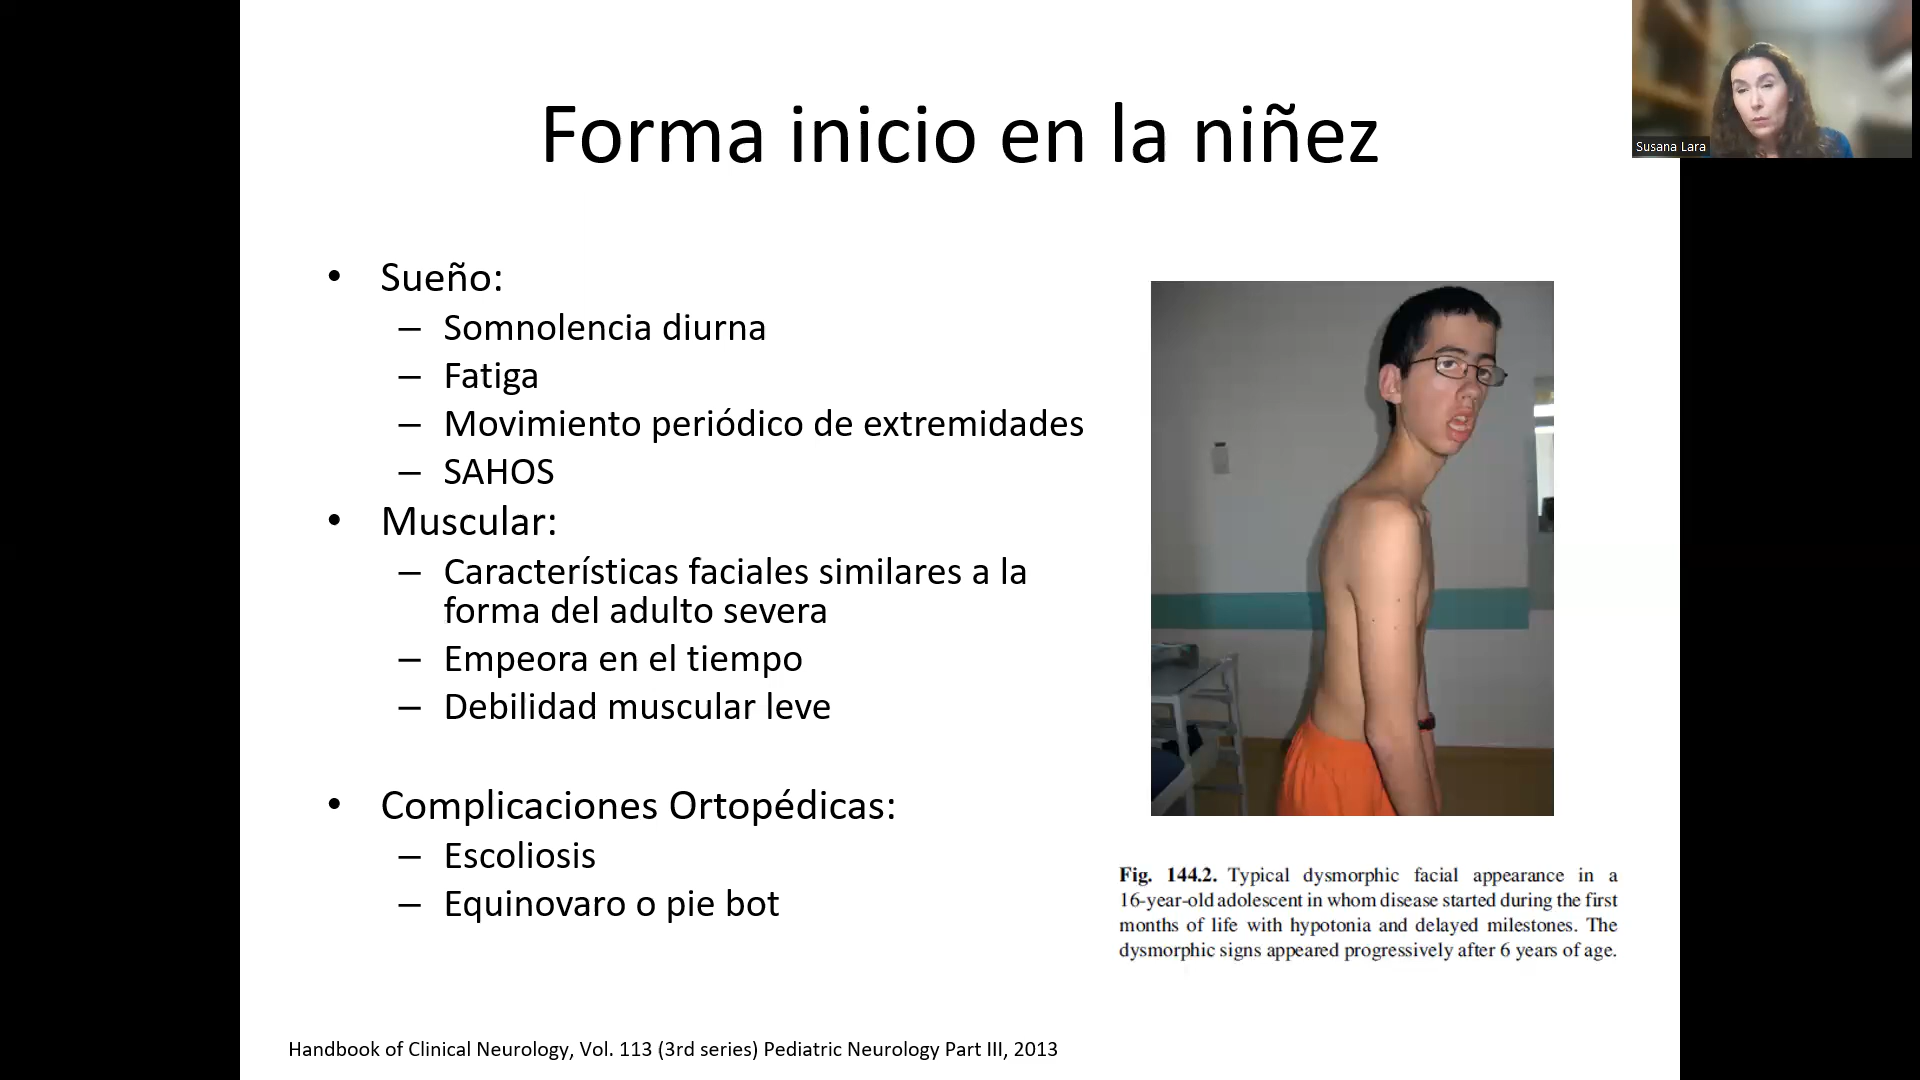 Forma inicio en la niñez
Susana Lara
• Sueño:
– Somnolencia diurna
– Fatiga
– Movimiento periódico de extremidades
– SAHOS
• Muscular:
– Características faciales similares a la
forma del adulto severa
– Empeora en el tiempo
– Debilidad muscular leve
• Complicaciones Ortopédicas:
– Escoliosis
– Equinovaro o pie bot
Fig. 144.2. Typical dysmorphic facial appearance in a
16-year-old adolescent in whom disease started during the first
months of life with hypotonia and delayed milestones. The
dysmorphic signs appeared progressively after 6 years of age.
Handbook of Clinical Neurology, Vol. 113 (3rd series) Pediatric Neurology Part III, 2013